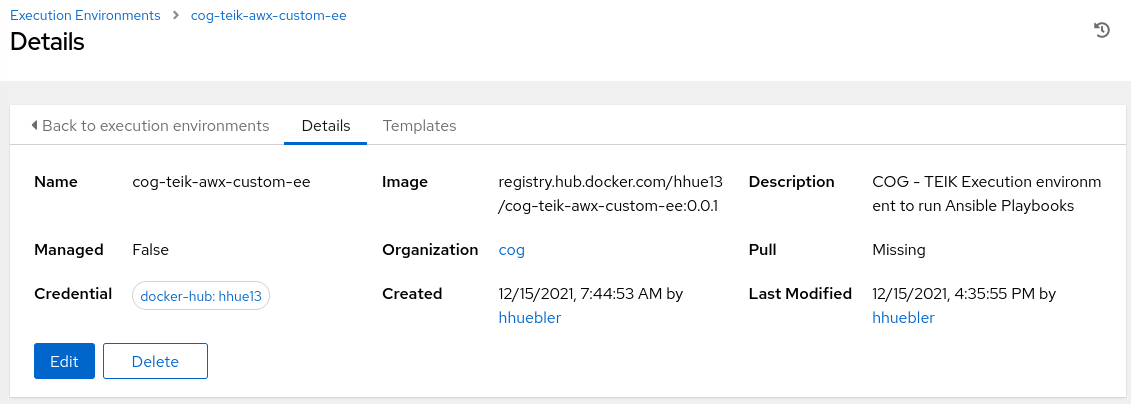 Execution Environments > cog-teik-awx-custom-ee
Details
Back to execution environments Details Templates
Name cog-teik-awx-custom-ee Image registry.hub.docker.com/hhue13 Description COG - TEIK Execution environm
/cog-teik-awx-custom-ee:0.0.1 ent to run Ansible Playbooks
Managed False Organization cog Pull Missing
Credential docker-hub: hhue13 Created 12/15/2021, 7:44:53 AM by Last Modified 12/15/2021, 4:35:55 PM by
hhuebler hhuebler
Edit Delete